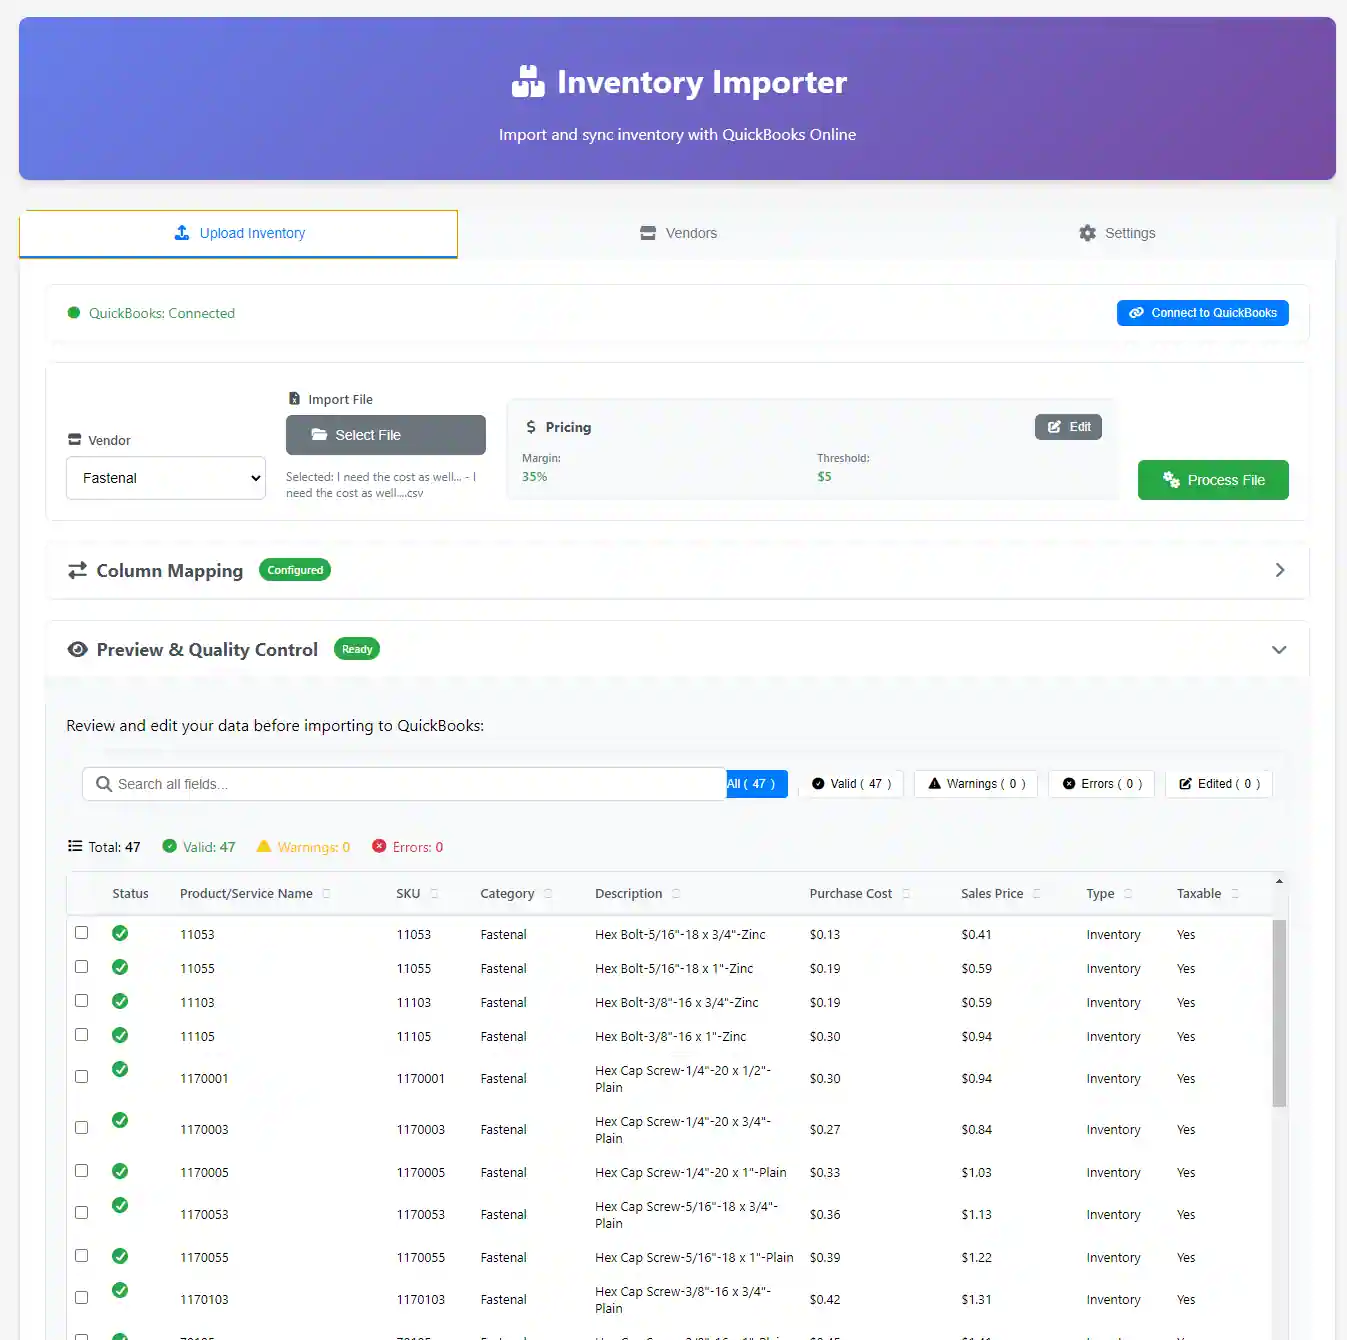 Inventory Importer
Import and sync inventory with QuickBooks Online
Upload Inventory
Vendors
Settings
QuickBooks: Connected
Connect to QuickBooks
Vendor
Fastenal
Import File
Select File
Selected: I need the cost as well... - I
need the cost as well....csv
Pricing
Edit
Margin:
35%
Threshold:
$5
Process File
Column Mapping
Configured
Preview & Quality Control
Ready
Review and edit your data before importing to QuickBooks:
Search all fields...
All ( 47 )
Valid ( 47 )
Warnings ( 0 )
Errors ( 0 )
Edited ( 0 )
Total: 47 Valid: 47 Warnings: 0 Errors: 0
Status Product/Service Name SKU Category Description Purchase Cost Sales Price Type Taxable
11053 11053 Fastenal Hex Bolt-5/16"-18 x 3/4"-Zinc $0.13 $0.41 Inventory Yes
11055 11055 Fastenal Hex Bolt-5/16"-18 x 1"-Zinc $0.19 $0.59 Inventory Yes
11103 11103 Fastenal Hex Bolt-3/8"-16 x 3/4"-Zinc $0.19 $0.59 Inventory Yes
11105 11105 Fastenal Hex Bolt-3/8"-16 x 1"-Zinc $0.30 $0.94 Inventory Yes
1170001 1170001 Fastenal Hex Cap Screw-1/4"-20 x 1/2"-
Plain $0.30 $0.94 Inventory Yes
1170003 1170003 Fastenal Hex Cap Screw-1/4"-20 x 3/4"-
Plain $0.27 $0.84 Inventory Yes
1170005 1170005 Fastenal Hex Cap Screw-1/4"-20 x 1"-Plain $0.33 $1.03 Inventory Yes
1170053 1170053 Fastenal Hex Cap Screw-5/16"-18 x 3/4"-
Plain $0.36 $1.13 Inventory Yes
1170055 1170055 Fastenal Hex Cap Screw-5/16"-18 x 1"-Plain $0.39 $1.22 Inventory Yes
1170103 1170103 Fastenal Hex Cap Screw-3/8"-16 x 3/4"-
Plain $0.42 $1.31 Inventory Yes